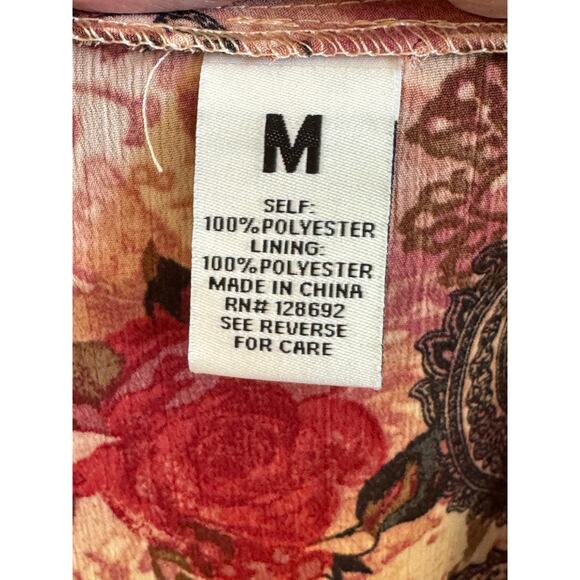 M
SELF:
100% POLYESTER
LINING:
100% POLYESTER
MADE IN CHINA
RN# 128692
SEE REVERSE
FOR CARE